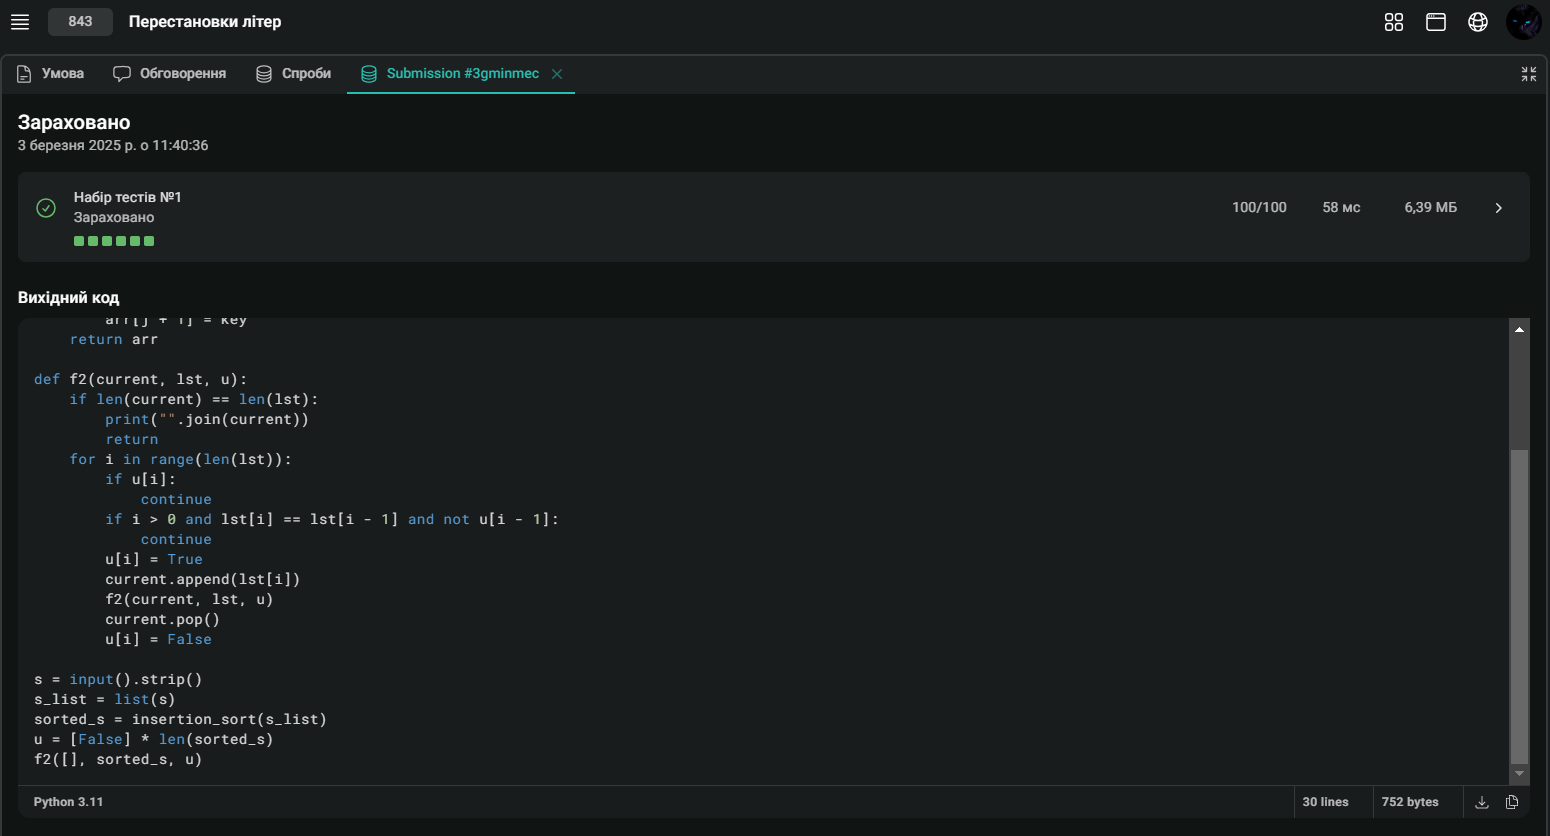 843 Перестановки літер
Умова Обговорення Спроби Submission #3gminmec
Зараховано
3 березня 2025 р. о 11:40:36
Набір тестів №1
Зараховано
100/100 58 мс 6,39 МБ
Вихідний код
        arr[j + 1] = key
    return arr

def f2(current, lst, u):
    if len(current) == len(lst):
        print("".join(current))
        return
    for i in range(len(lst)):
        if u[i]:
            continue
        if i > 0 and lst[i] == lst[i - 1] and not u[i - 1]:
            continue
        u[i] = True
        current.append(lst[i])
        f2(current, lst, u)
        current.pop()
        u[i] = False

s = input().strip()
s_list = list(s)
sorted_s = insertion_sort(s_list)
u = [False] * len(sorted_s)
f2([], sorted_s, u)
Python 3.11 30 lines 752 bytes